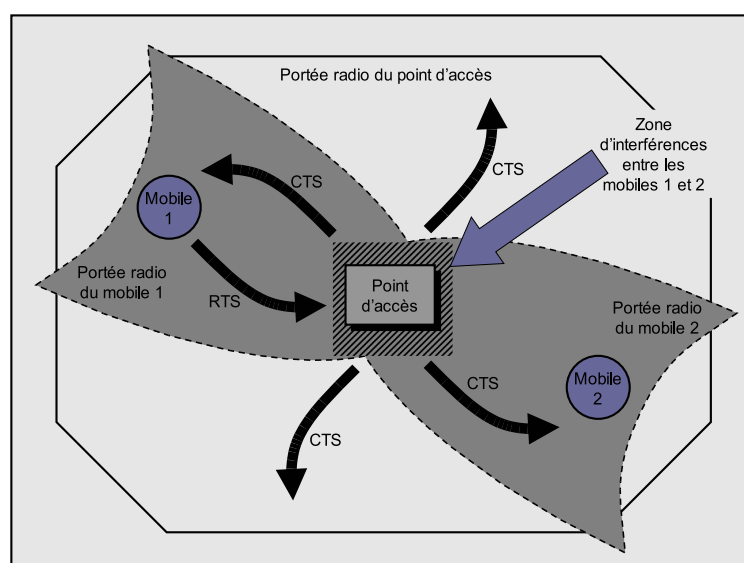 Portée radio du point d'accès
Zone
d'interférences
entre les
mobiles 1 et 2
CTS
CTS
Mobile
1
Portée radio
du mobile 1
RTS
Point
d'accès
Portée radio
du mobile 2
CTS
Mobile
2
CTS